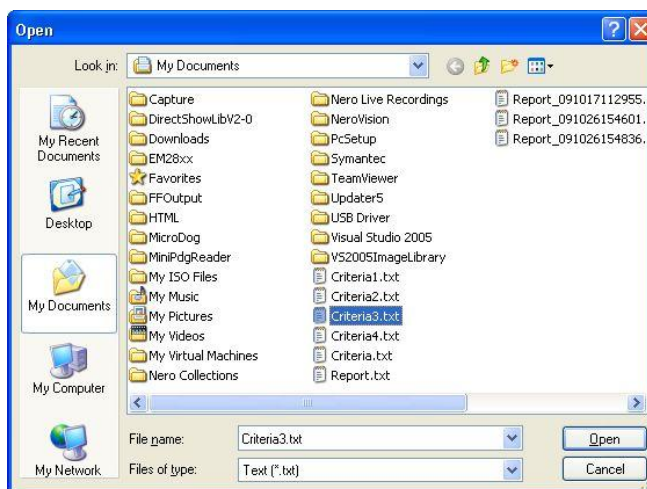 Open
Look in:
My Documents
My Recent
Documents
Desktop
My Documents
My Computer
My Network
Capture
DirectShowLibV2-0
Downloads
EM28xx
Favorites
FFOutput
HTML
MicroDog
MiniPdgReader
My ISO Files
My Music
My Pictures
My Videos
My Virtual Machines
Nero Collections
Nero Live Recordings
NeroVision
PcSetup
Symantec
TeamViewer
Updater5
USB Driver
Visual Studio 2005
VS2005ImageLibrary
Criteria1.txt
Criteria2.txt
Criteria3.txt
Criteria4.txt
Criteria.txt
Report.txt
Report_091017112955.
Report_091026154601.
Report_091026154836.
File name:
Criteria3.txt
Open
Files of type:
Text (*.txt)
Cancel